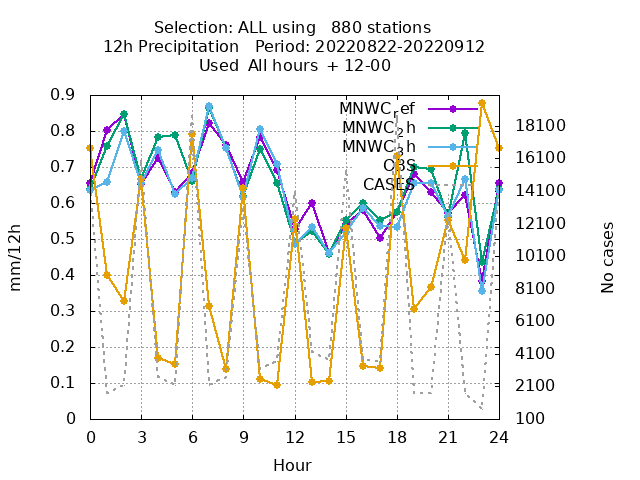 Selection: ALL using   880 stations
12h Precipitation   Period: 20220822-20220912
Used  All hours  + 12-00
MNWC_ref
MNWC_2h
MNWC_3h
OBS
CASES
0.9
0.8
0.7
0.6
0.5
0.4
0.3
0.2
0.1
0
mm/12h
18100
16100
14100
12100
10100
8100
6100
4100
2100
100
No cases
0 3 6 9 12 15 18 21 24
Hour